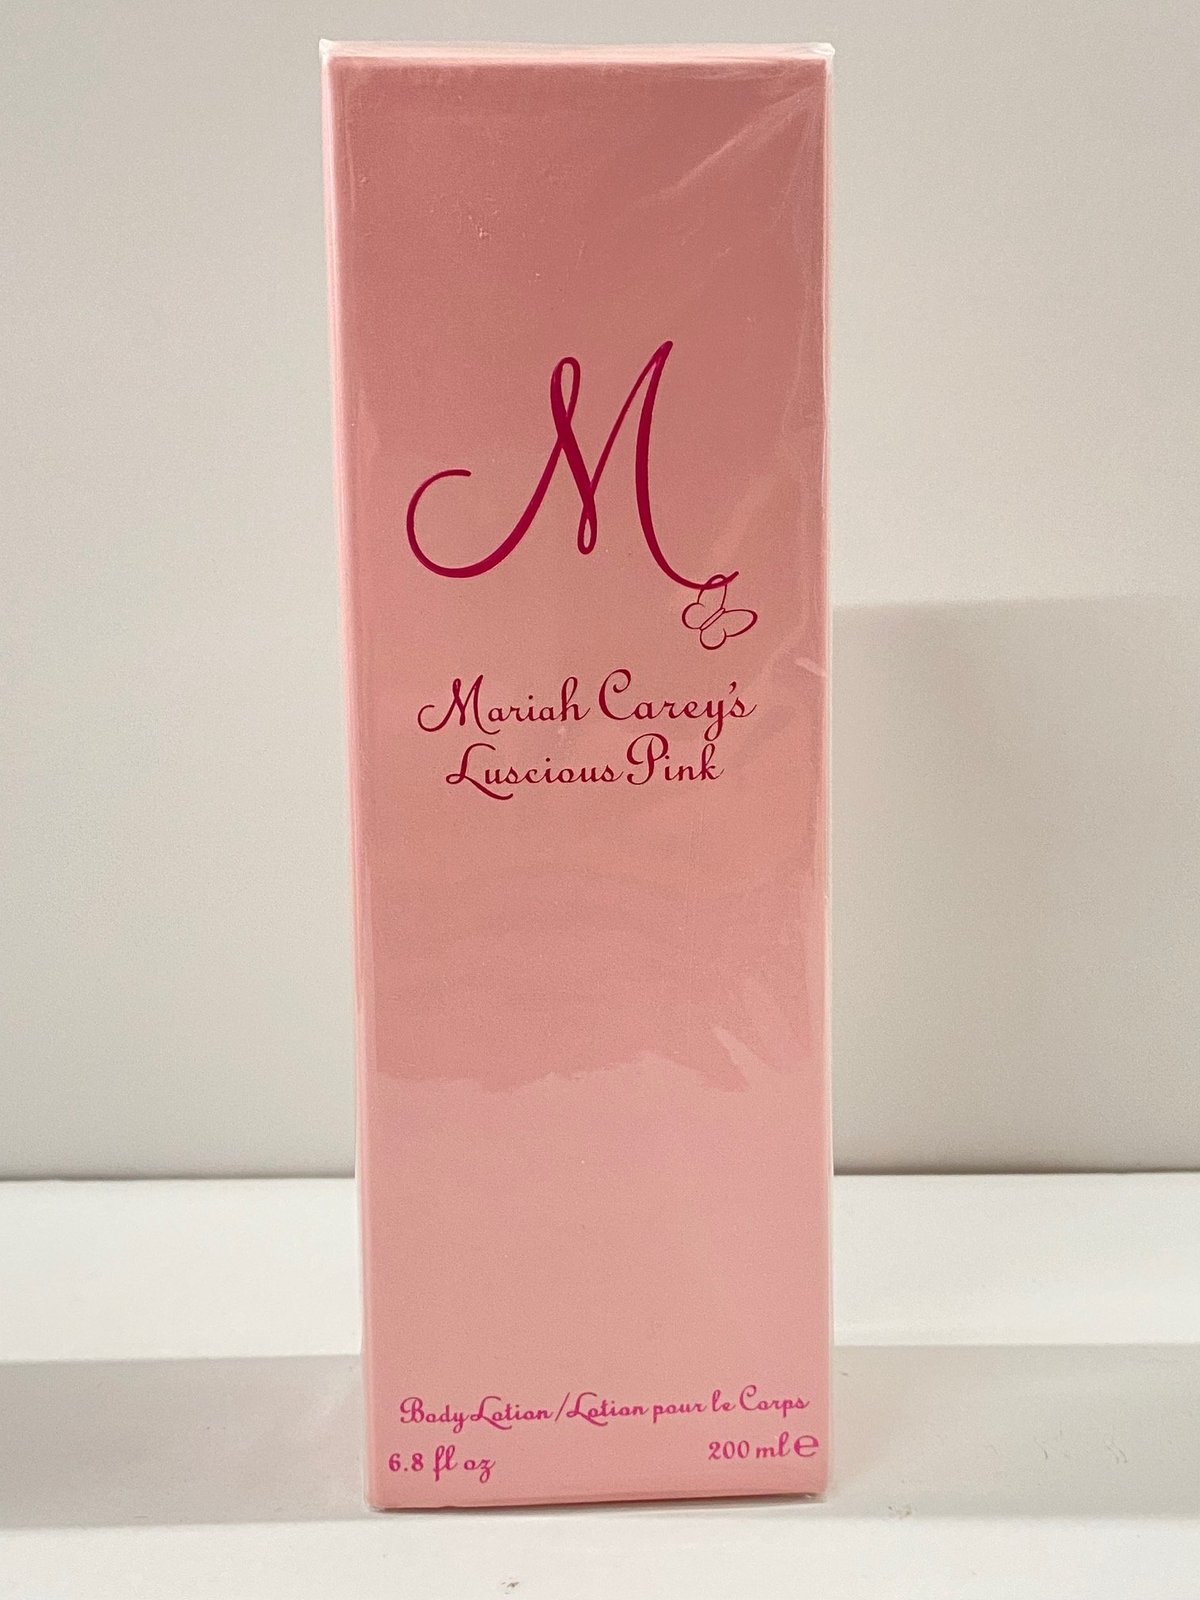 M
Mariah Carey's
Luscious Pink
Body Lotion/Lotion pour le Corps
6.8 fl oz 200 ml ℮